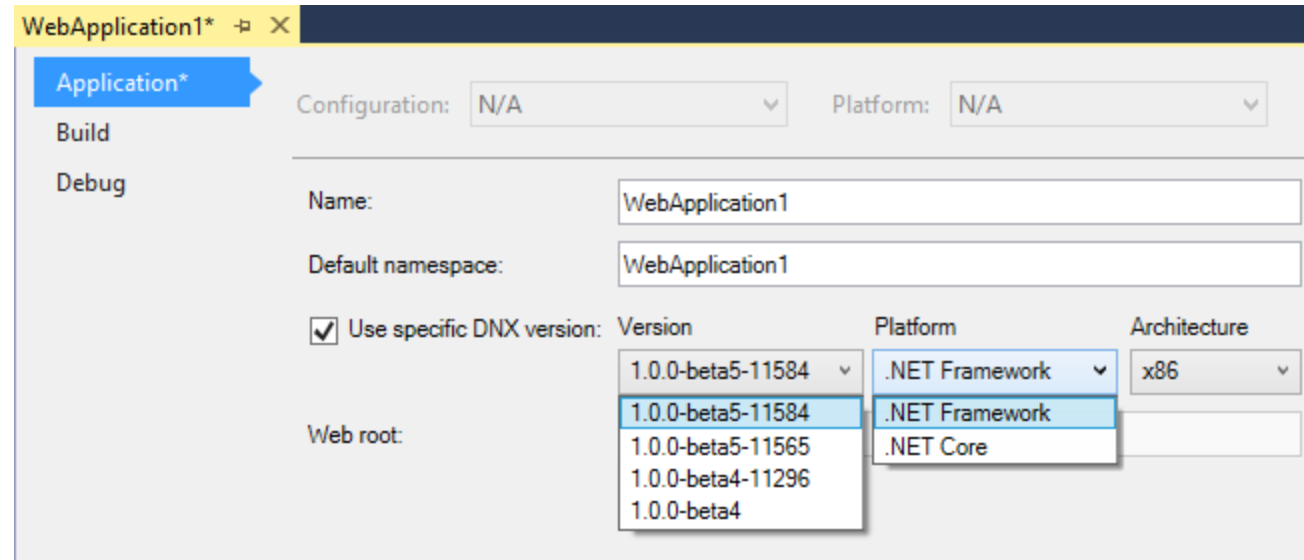 WebApplication1*
Application*
Build
Debug
Configuration: N/A Platform: N/A
Name: WebApplication1
Default namespace: WebApplication1
Use specific DNX version: Version Platform Architecture
1.0.0-beta5-11584 .NET Framework x86
1.0.0-beta5-11584 .NET Framework
Web root: 1.0.0-beta5-11565 .NET Core
1.0.0-beta4-11296
1.0.0-beta4